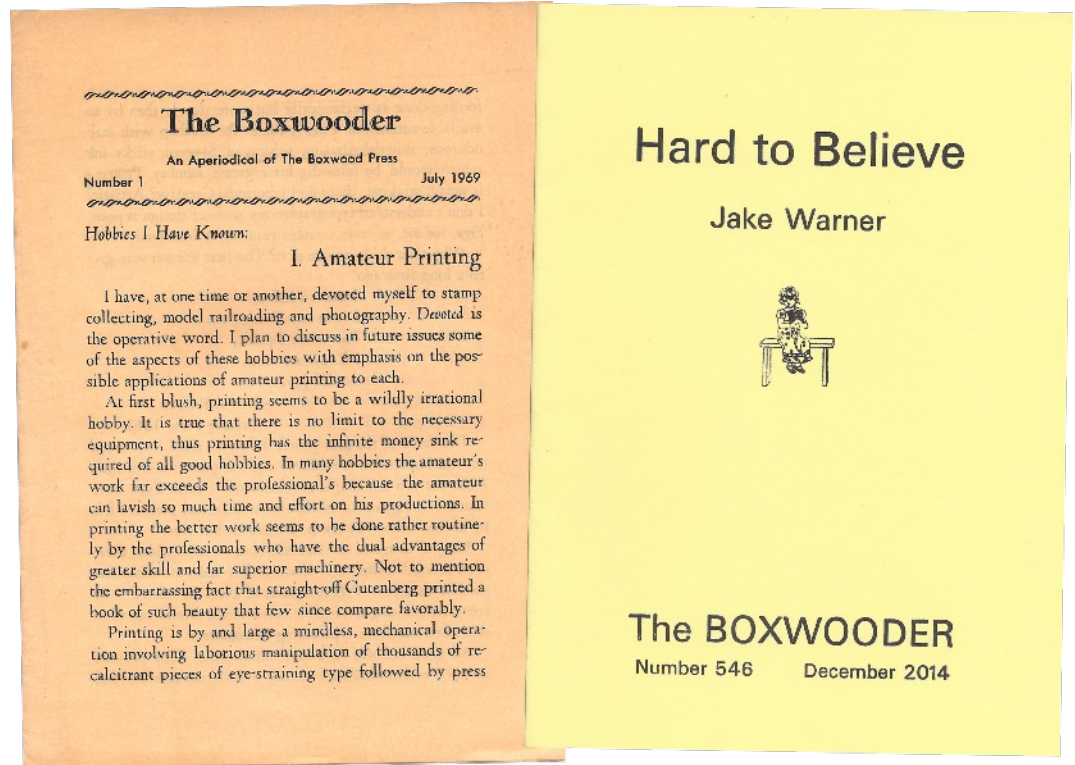 The Boxwooder
An Aperiodical of The Boxwood Press
Number 1 July 1969
Hobbies I Have Known:
I. Amateur Printing
I have, at one time or another, devoted myself to stamp
collecting, model railroading and photography. Devoted is
the operative word. I plan to discuss in future issues some
of the aspects of these hobbies with emphasis on the pos-
sible applications of amateur printing to each.
At first blush, printing seems to be a wildly irrational
hobby. It is true that there is no limit to the necessary
equipment, thus printing has the infinite money sink re-
quired of all good hobbies. In many hobbies the amateur's
work far exceeds the professional's because the amateur
can lavish so much time and effort on his productions. In
printing the better work seems to be done rather routine-
ly by the professionals who have the dual advantages of
greater skill and far superior machinery. Not to mention
the embarrassing fact that straight-off Gutenberg printed a
book of such beauty that few since compare favorably.
Printing is by and large a mindless, mechanical opera-
tion involving laborious manipulation of thousands of re-
calcitrant pieces of eye-straining type followed by press
Hard to Believe
Jake Warner
The BOXWOODER
Number 546 December 2014